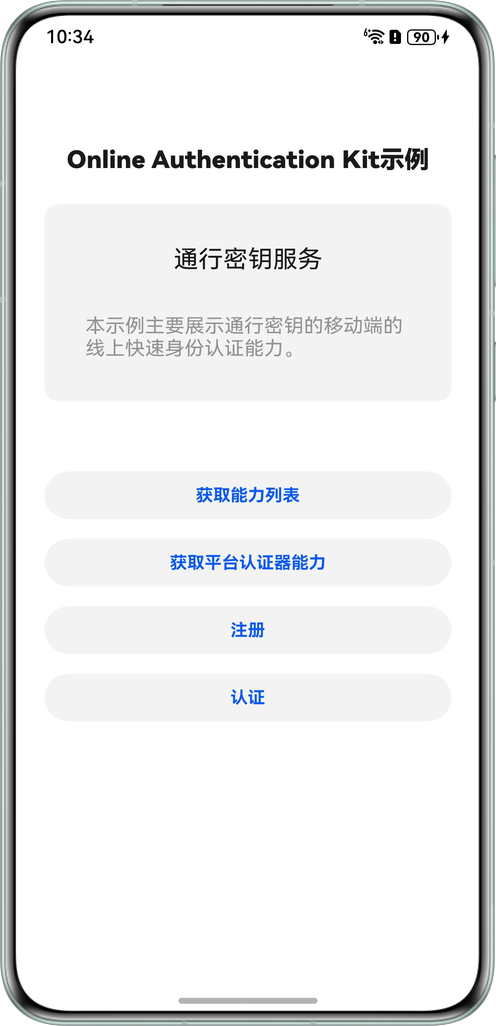 10:34
6
90
Online Authentication Kit示例
通行密钥服务
本示例主要展示通行密钥的移动端的
线上快速身份认证能力。
获取能力列表
获取平台认证器能力
注册
认证